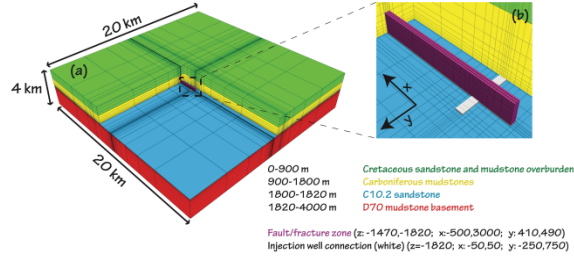 20 km
(a)
(b)
4 km
20 km
x
y
0-900 m Cretaceous sandstone and mudstone overburden
900-1800 m Carboniferous mudstones
1800-1820 m C10.2 sandstone
1820-4000 m D70 mudstone basement
Fault/fracture zone (z: -1470,-1820; x:-500,3000; y: 410,490)
Injection well connection (white) (z=-1820; x: -50,50; y: -250,750)